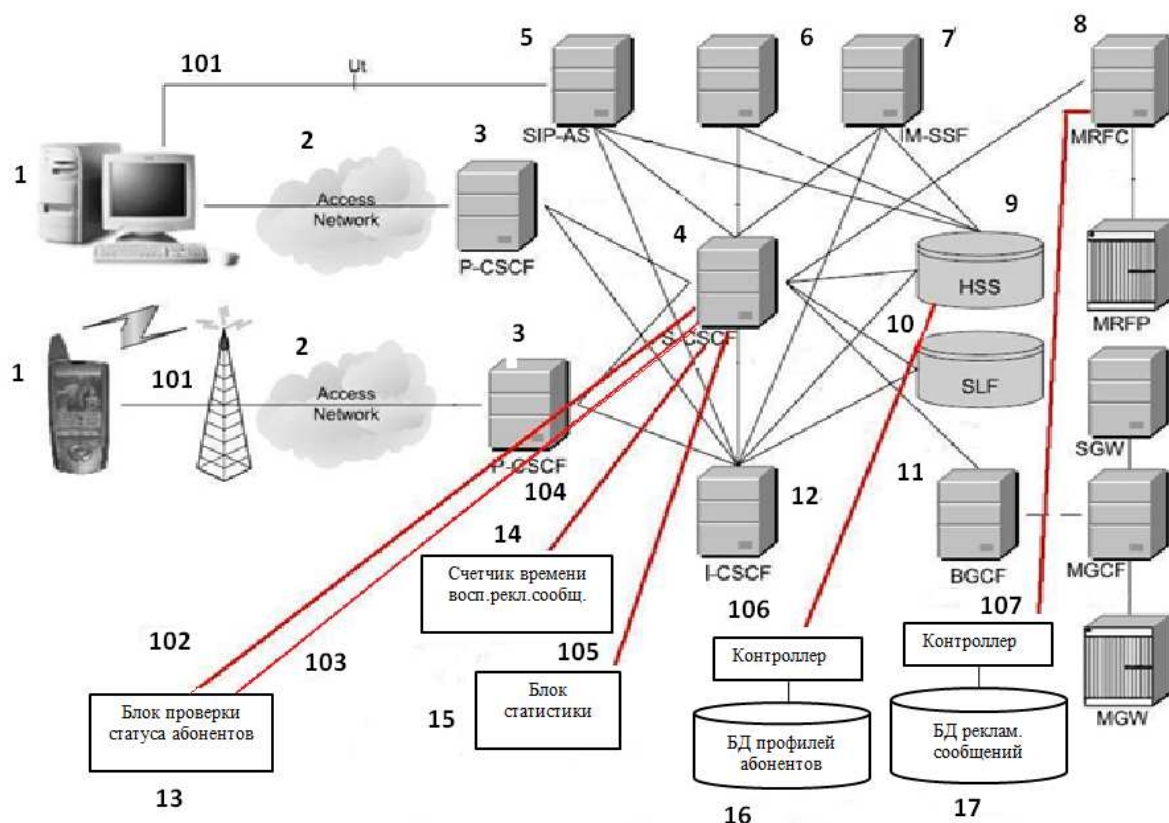 5
6
7
8
101
Ut
SIP-AS
IM-SSF
MRFC
1
2
3
Access
Network
P-CSCF
4
9
HSS
MRFP
S-CSCF
10
SLF
1
101
2
3
Access
Network
P-CSCF
104
SGW
14
12
11
Счетчик времени
восп.рекл.сообщ.
I-CSCF
BGCF
MGCF
102
103
105
106
107
Блок проверки
статуса абонентов
13
15
Блок
статистики
Контроллер
БД профилей
абонентов
16
Контроллер
БД реклам.
сообщений
17
MGW